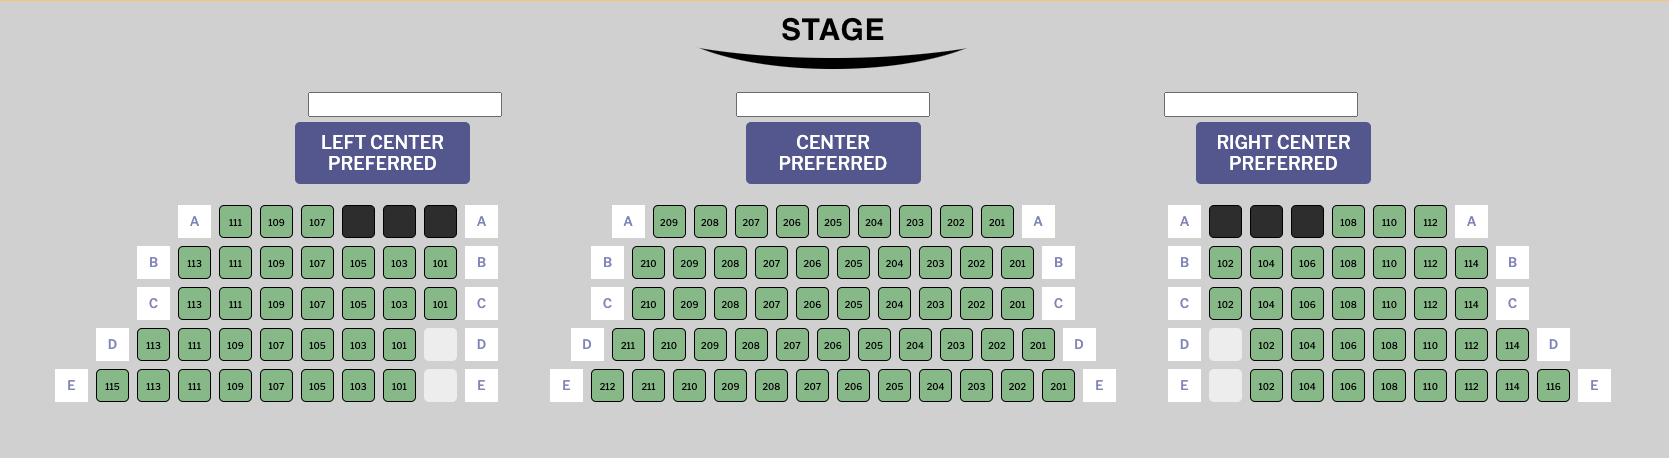 STAGE
LEFT CENTER
PREFERRED
CENTER
PREFERRED
RIGHT CENTER
PREFERRED
A 111 109 107 A A 209 208 207 206 205 204 203 202 201 A A 108 110 112 A
B 113 111 109 107 105 103 101 B B 210 209 208 207 206 205 204 203 202 201 B B 102 104 106 108 110 112 114 B
C 113 111 109 107 105 103 101 C C 210 209 208 207 206 205 204 203 202 201 C C 102 104 106 108 110 112 114 C
D 113 111 109 107 105 103 101 D D 211 210 209 208 207 206 205 204 203 202 201 D D 102 104 106 108 110 112 114 D
E 115 113 111 109 107 105 103 101 E E 212 211 210 209 208 207 206 205 204 203 202 201 E E 102 104 106 108 110 112 114 116 E